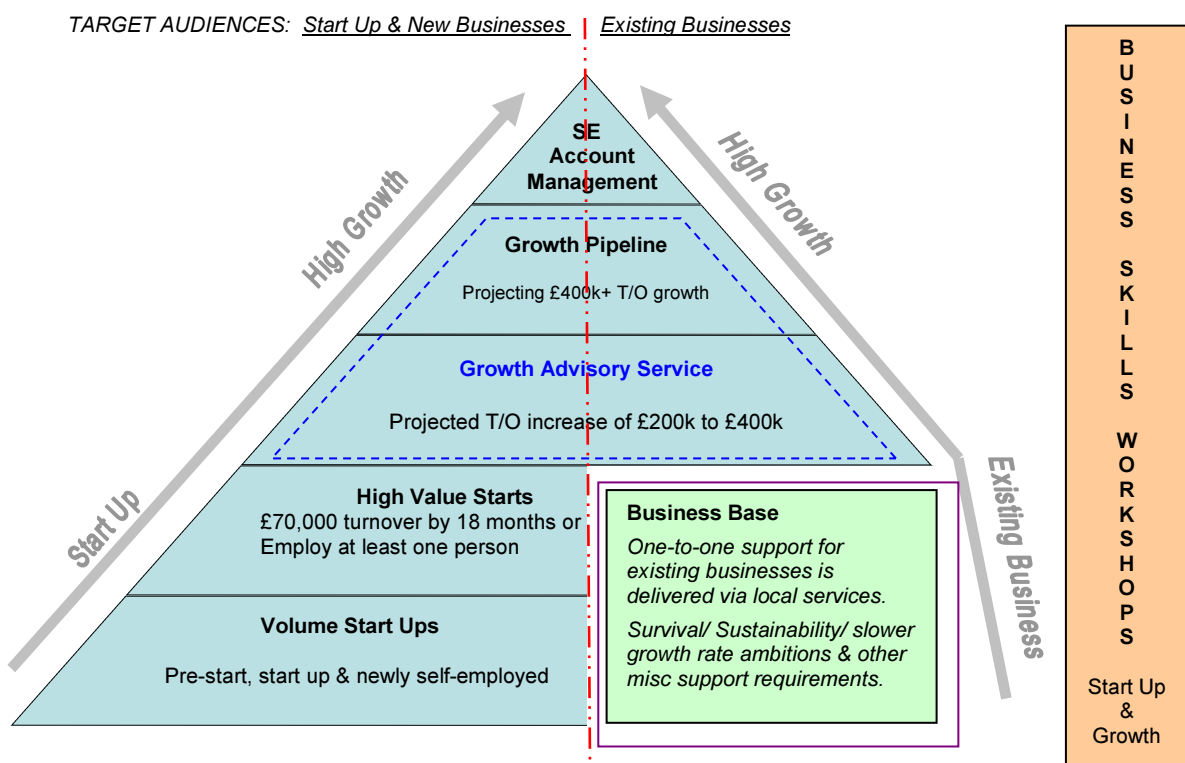 TARGET AUDIENCES: Start Up & New Businesses Existing Businesses
SE
Account
Management
High Growth
High Growth
Growth Pipeline
Projecting £400k+ T/O growth
Growth Advisory Service
Projected T/O increase of £200k to £400k
Start Up
High Value Starts
£70,000 turnover by 18 months or
Employ at least one person
Volume Start Ups
Pre-start, start up & newly self-employed
Business Base
One-to-one support for
existing businesses is
delivered via local services.
Survival/ Sustainability/ slower
growth rate ambitions & other
misc support requirements.
Existing Business
BUSINESS SKILLS WORKSHOPS
Start Up
&
Growth